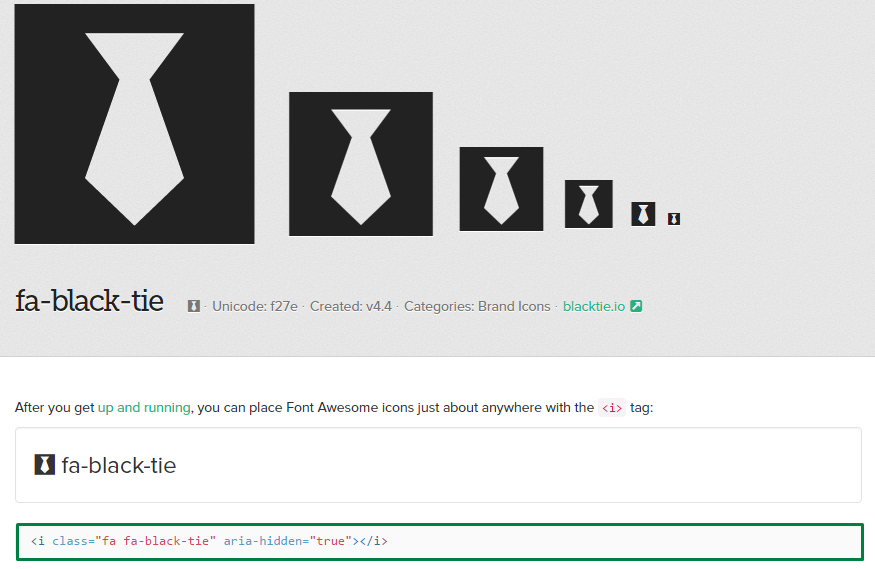 fa-black-tie · Unicode: f27e · Created: v4.4 · Categories: Brand Icons · blacktie.io
After you get up and running, you can place Font Awesome icons just about anywhere with the <i> tag:
fa-black-tie
<i class="fa fa-black-tie" aria-hidden="true"></i>